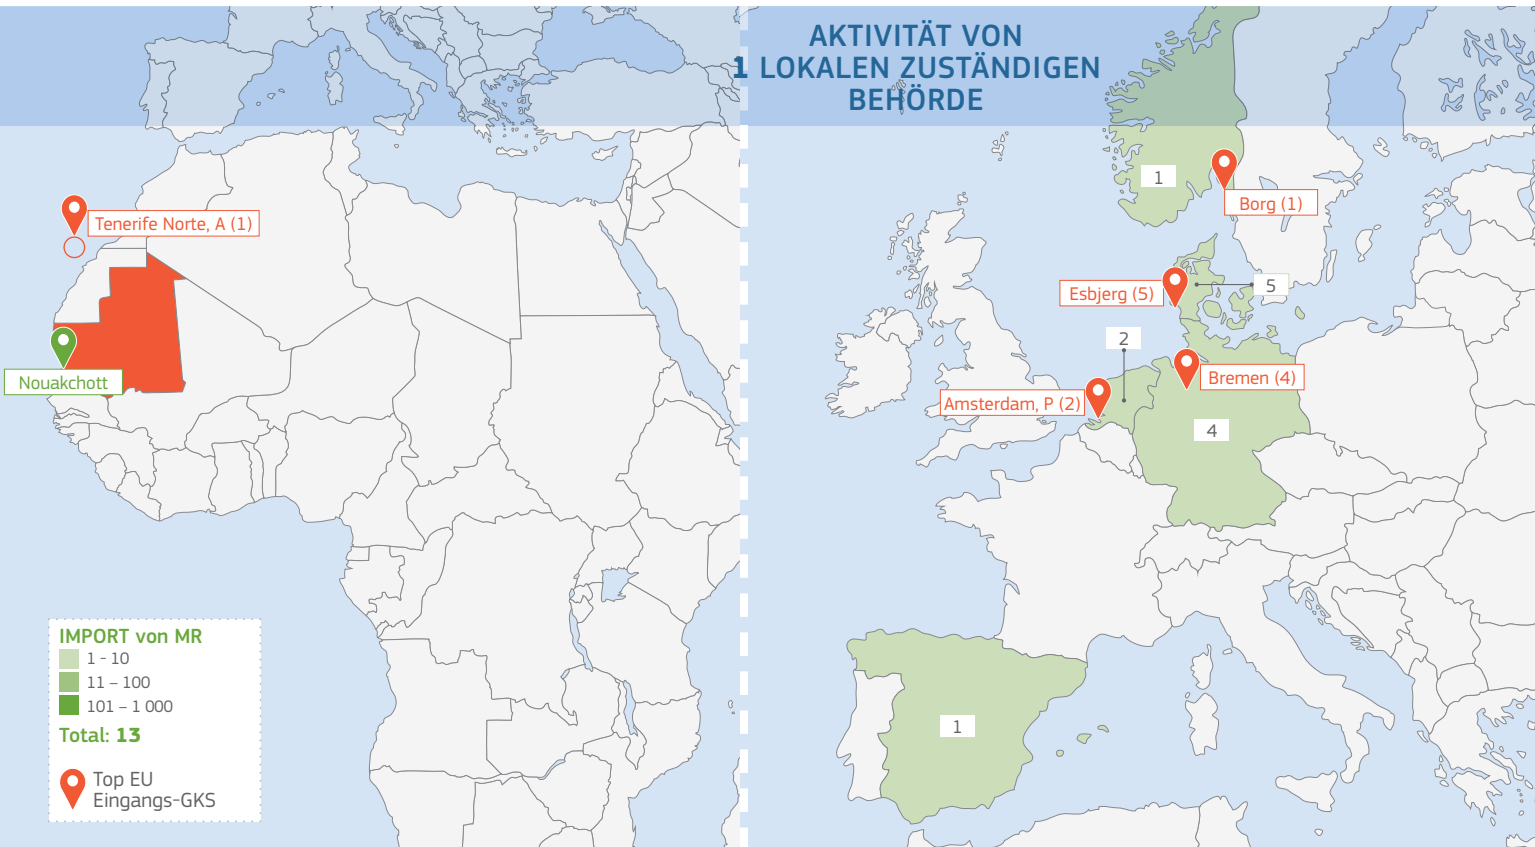 AKTIVITÄT VON
1 LOKALEN ZUSTÄNDIGEN
BEHÖRDE
Tenerife Norte, A (1)
Nouakchott
IMPORT von MR
1 - 10
11 – 100
101 – 1 000
Total: 13
Top EU
Eingangs-GKS
1
Borg (1)
Esbjerg (5)
5
2
Bremen (4)
Amsterdam, P (2)
4
1